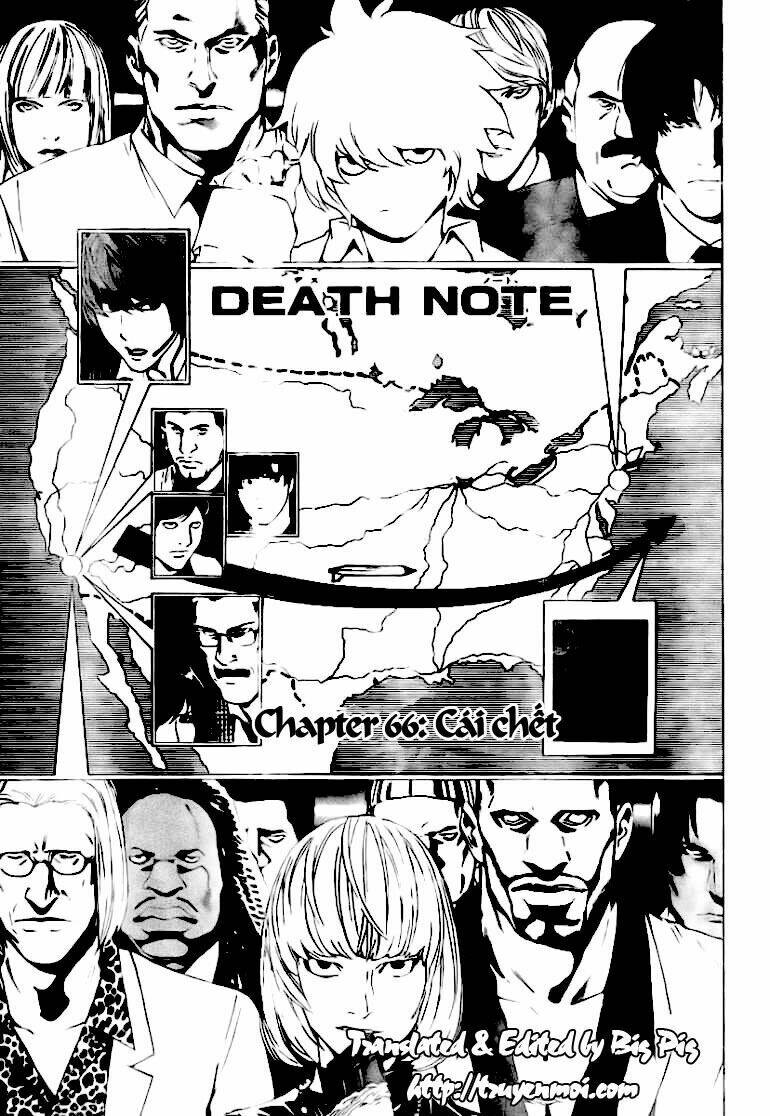 DEATH NOTE
Chapter 66: Cái chết
Translated & Edited by Big Pig
http://truyenmoi.com